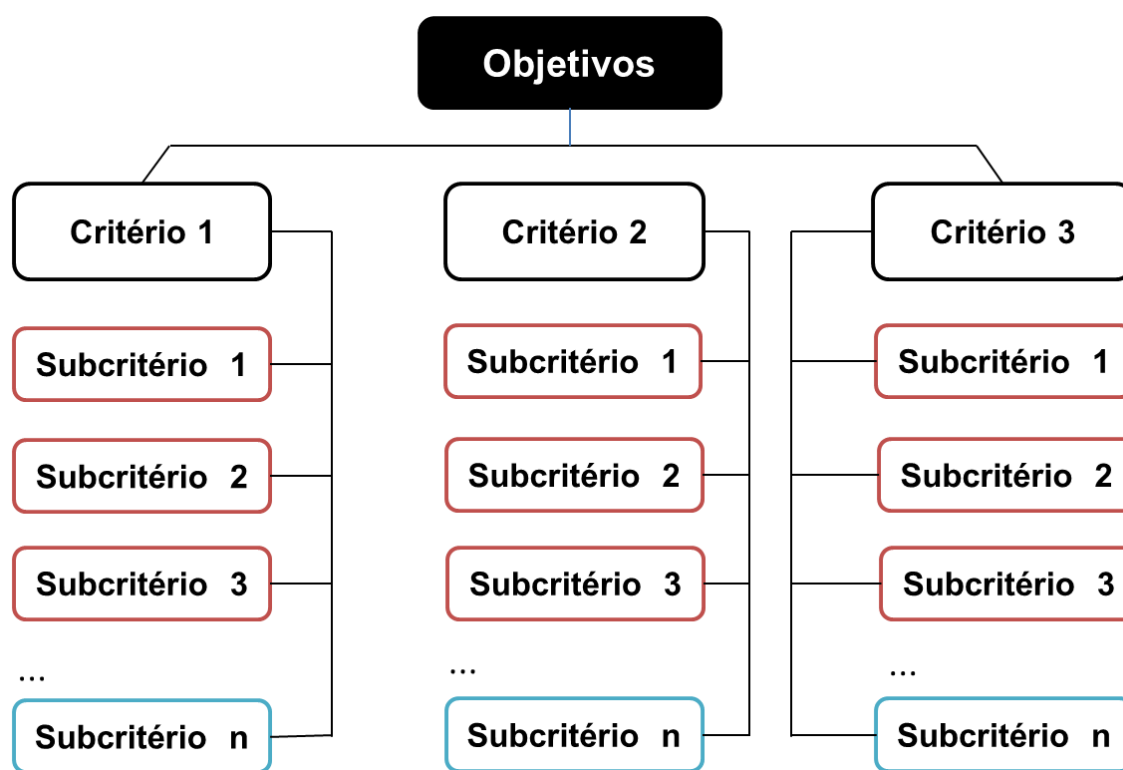 Objetivos
Critério 1
Critério 2
Critério 3
Subcritério 1
Subcritério 1
Subcritério 1
Subcritério 2
Subcritério 2
Subcritério 2
Subcritério 3
Subcritério 3
Subcritério 3
...
...
...
Subcritério n
Subcritério n
Subcritério n